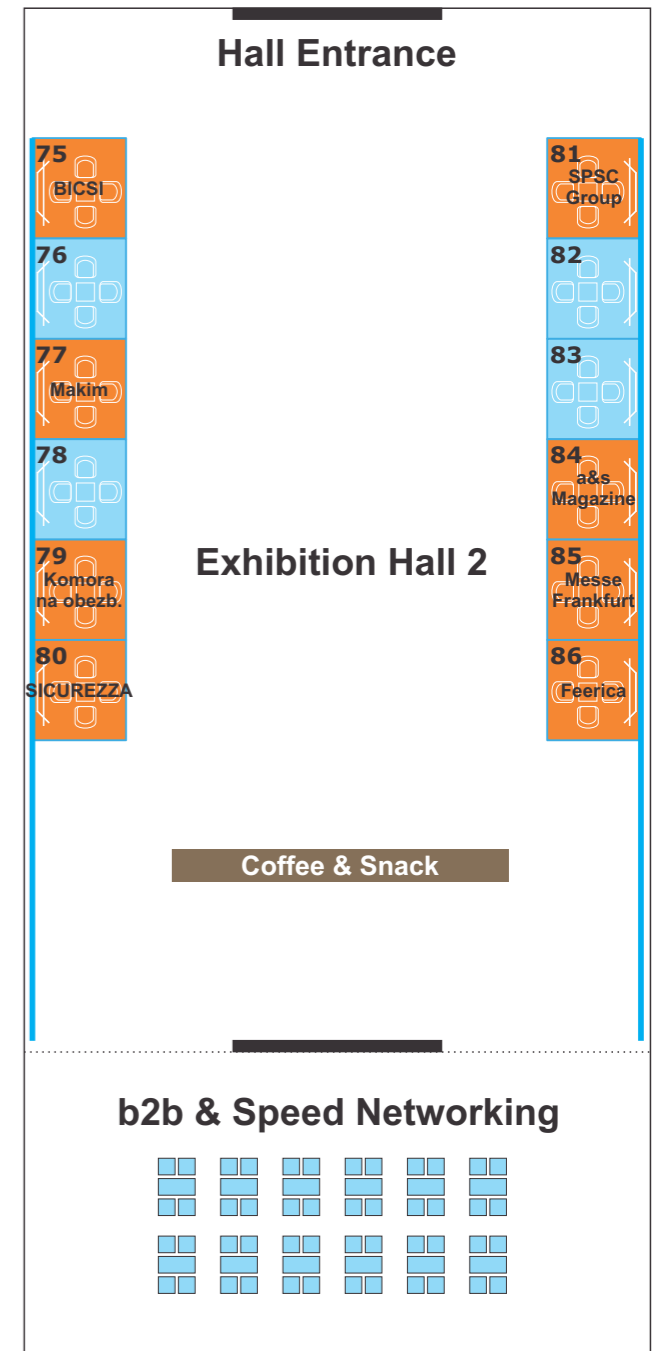 Hall Entrance
75
BICSI
76
77
Makim
78
79
Komora
na obezb.
80
SICUREZZA
81
SPSC
Group
82
83
84
a&s
Magazine
85
Messe
Frankfurt
86
Feerica
Exhibition Hall 2
Coffee & Snack
b2b & Speed Networking